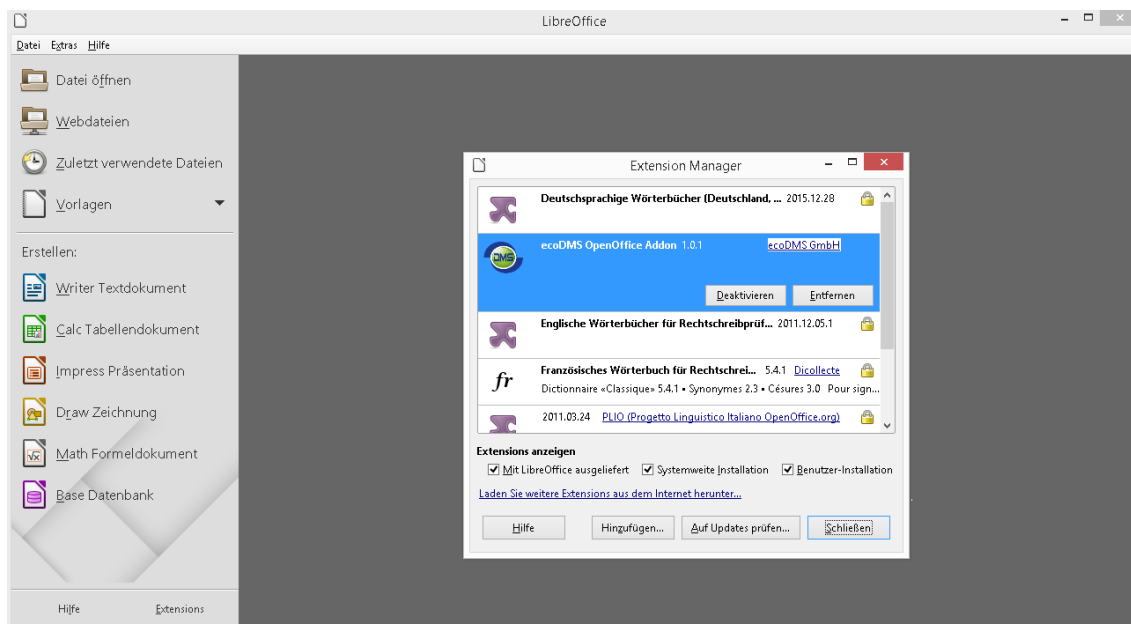 LibreOffice
Datei Extras Hilfe
Datei öffnen
Webdateien
Zuletzt verwendete Dateien
Vorlagen
Erstellen:
Writer Textdokument
Calc Tabellendokument
Impress Präsentation
Draw Zeichnung
Math Formeldokument
Base Datenbank
Hilfe Extensions
Extension Manager
Deutschsprachige Wörterbücher (Deutschland, ... 2015.12.28
DMS
ecoDMS OpenOffice Addon 1.0.1 ecoDMS GmbH
Deaktivieren Entfernen
Englische Wörterbücher für Rechtschreibprüf... 2011.12.05.1
fr
Französisches Wörterbuch für Rechtschrei... 5.4.1 Dicollecte
Dictionnaire «Classique» 5.4.1 • Synonymes 2.3 • Césures 3.0 Pour sign...
2011.03.24 PLIO (Progetto Linguistico Italiano OpenOffice.org)
Extensions anzeigen
Mit LibreOffice ausgeliefert Systemweite Installation Benutzer-Installation
Laden Sie weitere Extensions aus dem Internet herunter...
Hilfe Hinzufügen... Auf Updates prüfen... Schließen